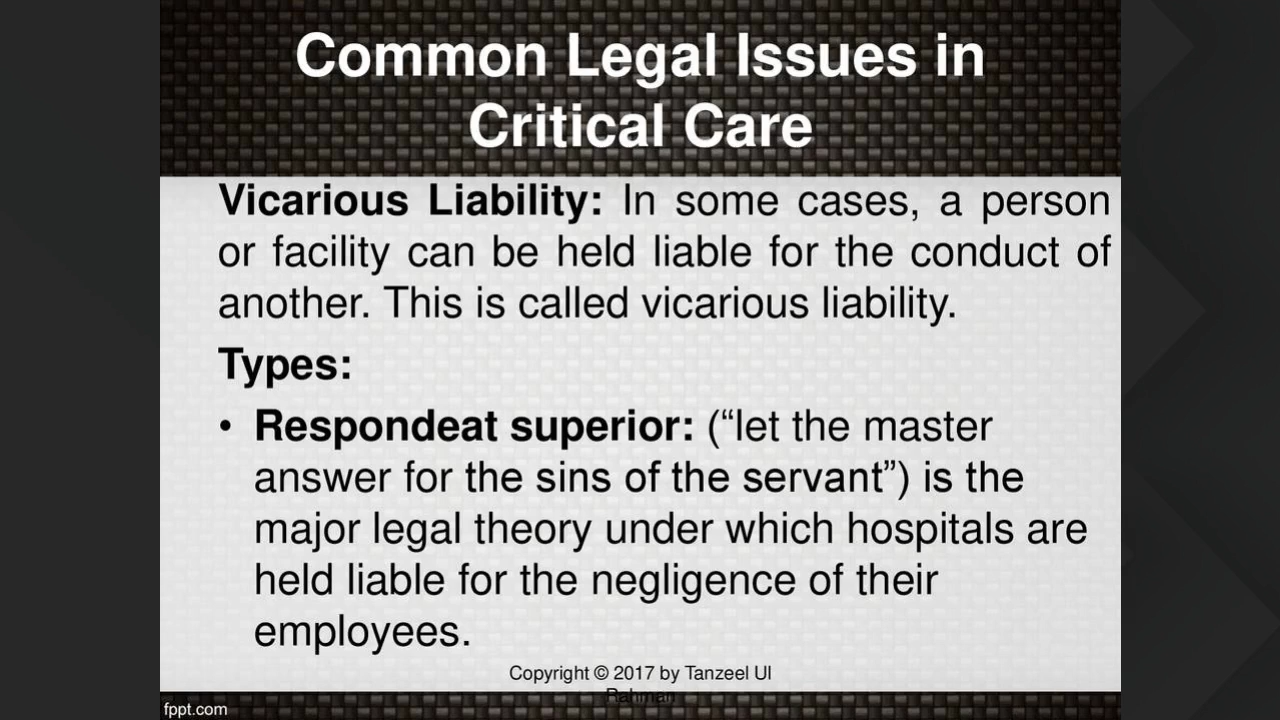 Common Legal Issues in
Critical Care
Vicarious Liability: In some cases, a person
or facility can be held liable for the conduct of
another. This is called vicarious liability.
Types:
• Respondeat superior: (“let the master
answer for the sins of the servant”) is the
major legal theory under which hospitals are
held liable for the negligence of their
employees.
Copyright © 2017 by Tanzeel Ul
Rahman
fppt.com